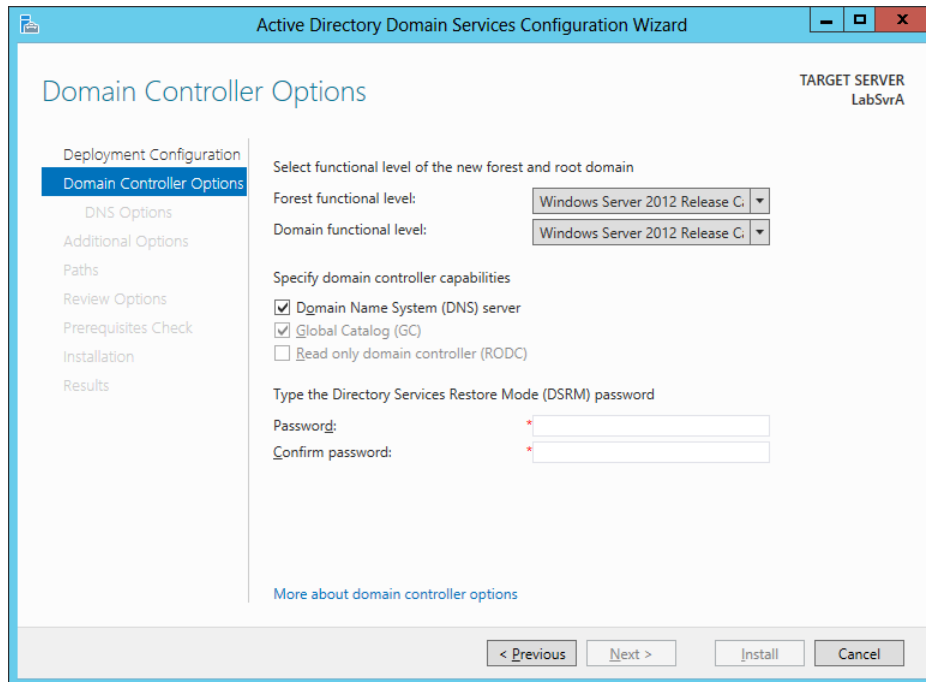 Active Directory Domain Services Configuration Wizard
Domain Controller Options
TARGET SERVER
LabSvrA
Deployment Configuration
Domain Controller Options
DNS Options
Additional Options
Paths
Review Options
Prerequisites Check
Installation
Results
Select functional level of the new forest and root domain
Forest functional level: Windows Server 2012 Release Ca
Domain functional level: Windows Server 2012 Release Ca
Specify domain controller capabilities
Domain Name System (DNS) server
Global Catalog (GC)
Read only domain controller (RODC)
Type the Directory Services Restore Mode (DSRM) password
Password: *
Confirm password: *
More about domain controller options
< Previous Next > Install Cancel